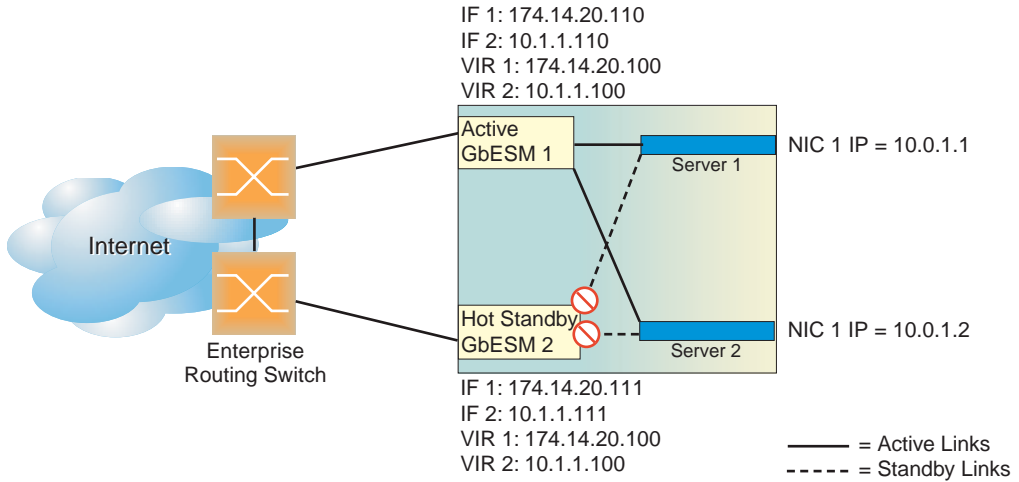 IF 1: 174.14.20.110
IF 2: 10.1.1.110
VIR 1: 174.14.20.100
VIR 2: 10.1.1.100
Active
GbESM 1
Server 1
NIC 1 IP = 10.0.1.1
Internet
Enterprise
Routing Switch
Hot Standby
GbESM 2
Server 2
NIC 1 IP = 10.0.1.2
IF 1: 174.14.20.111
IF 2: 10.1.1.111
VIR 1: 174.14.20.100
VIR 2: 10.1.1.100
= Active Links
= Standby Links